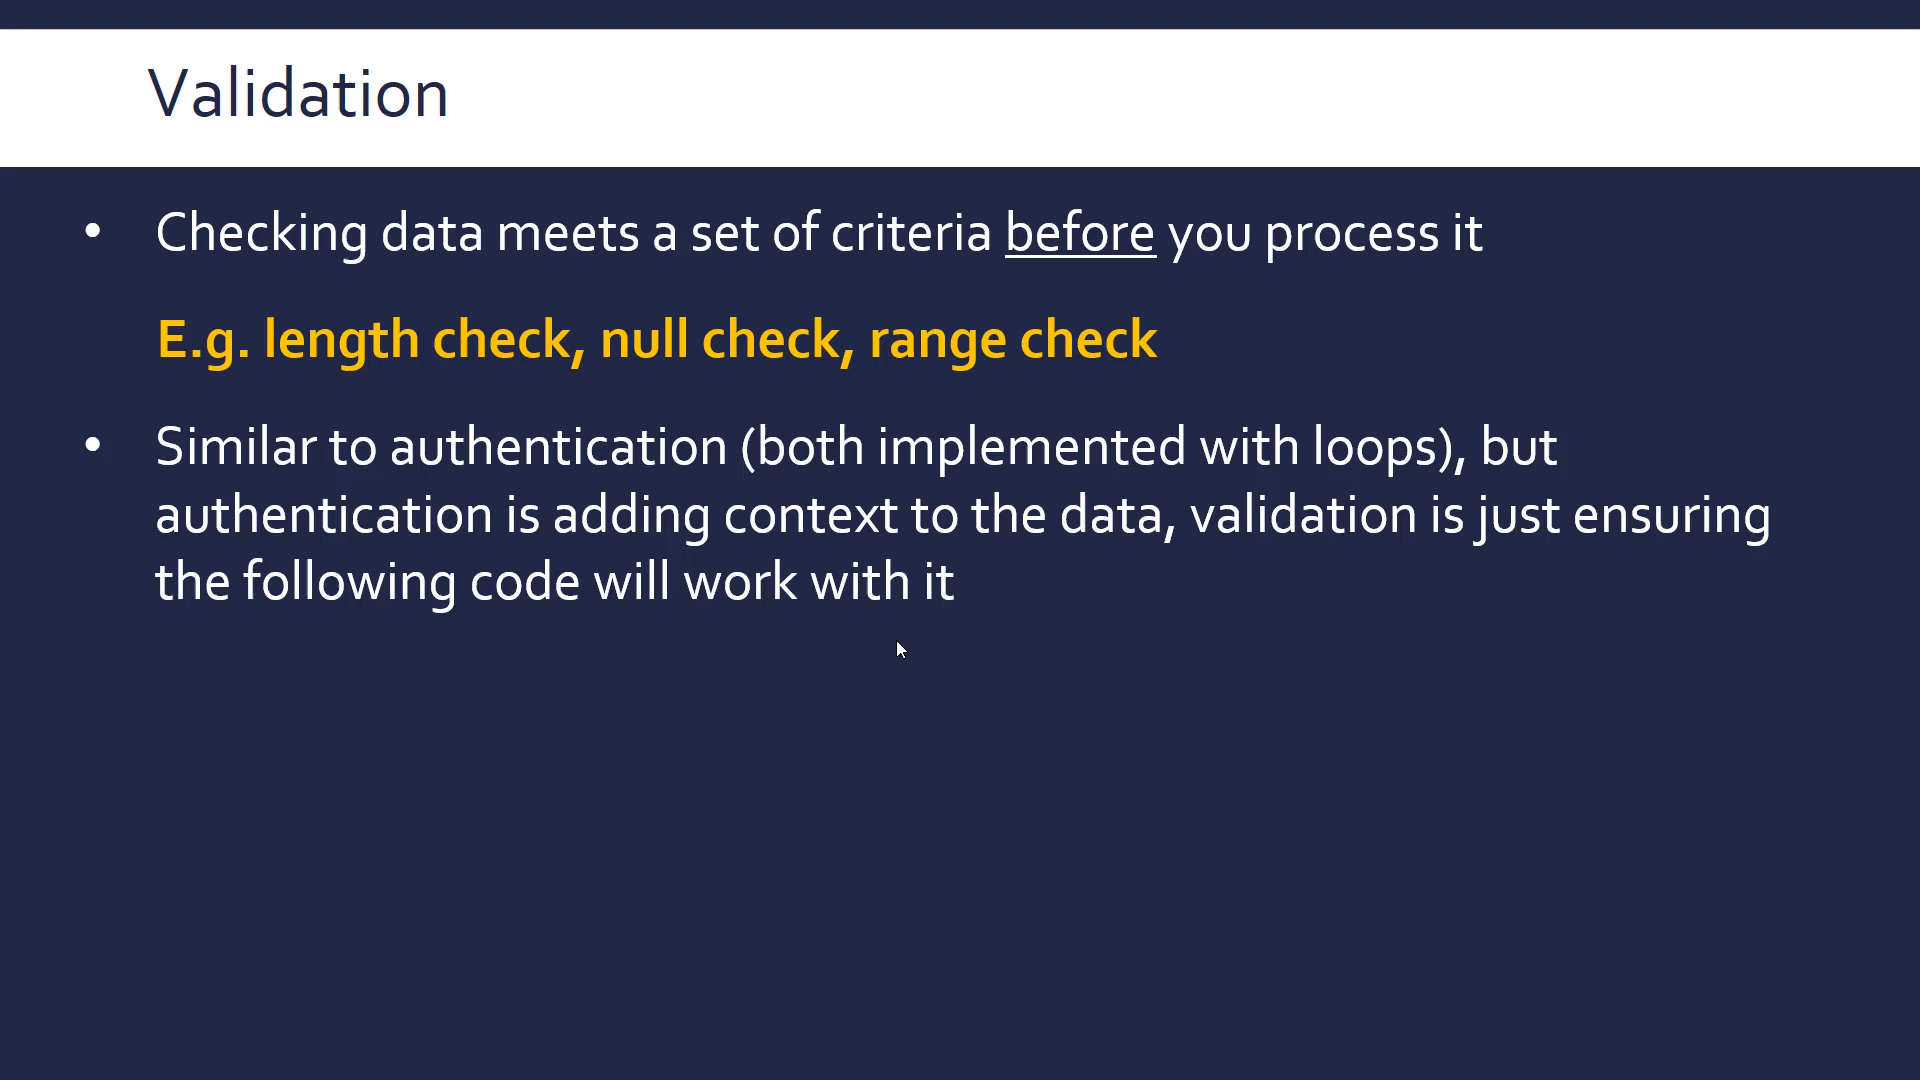 Validation
• Checking data meets a set of criteria before you process it
E.g. length check, null check, range check
• Similar to authentication (both implemented with loops), but
authentication is adding context to the data, validation is just ensuring
the following code will work with it